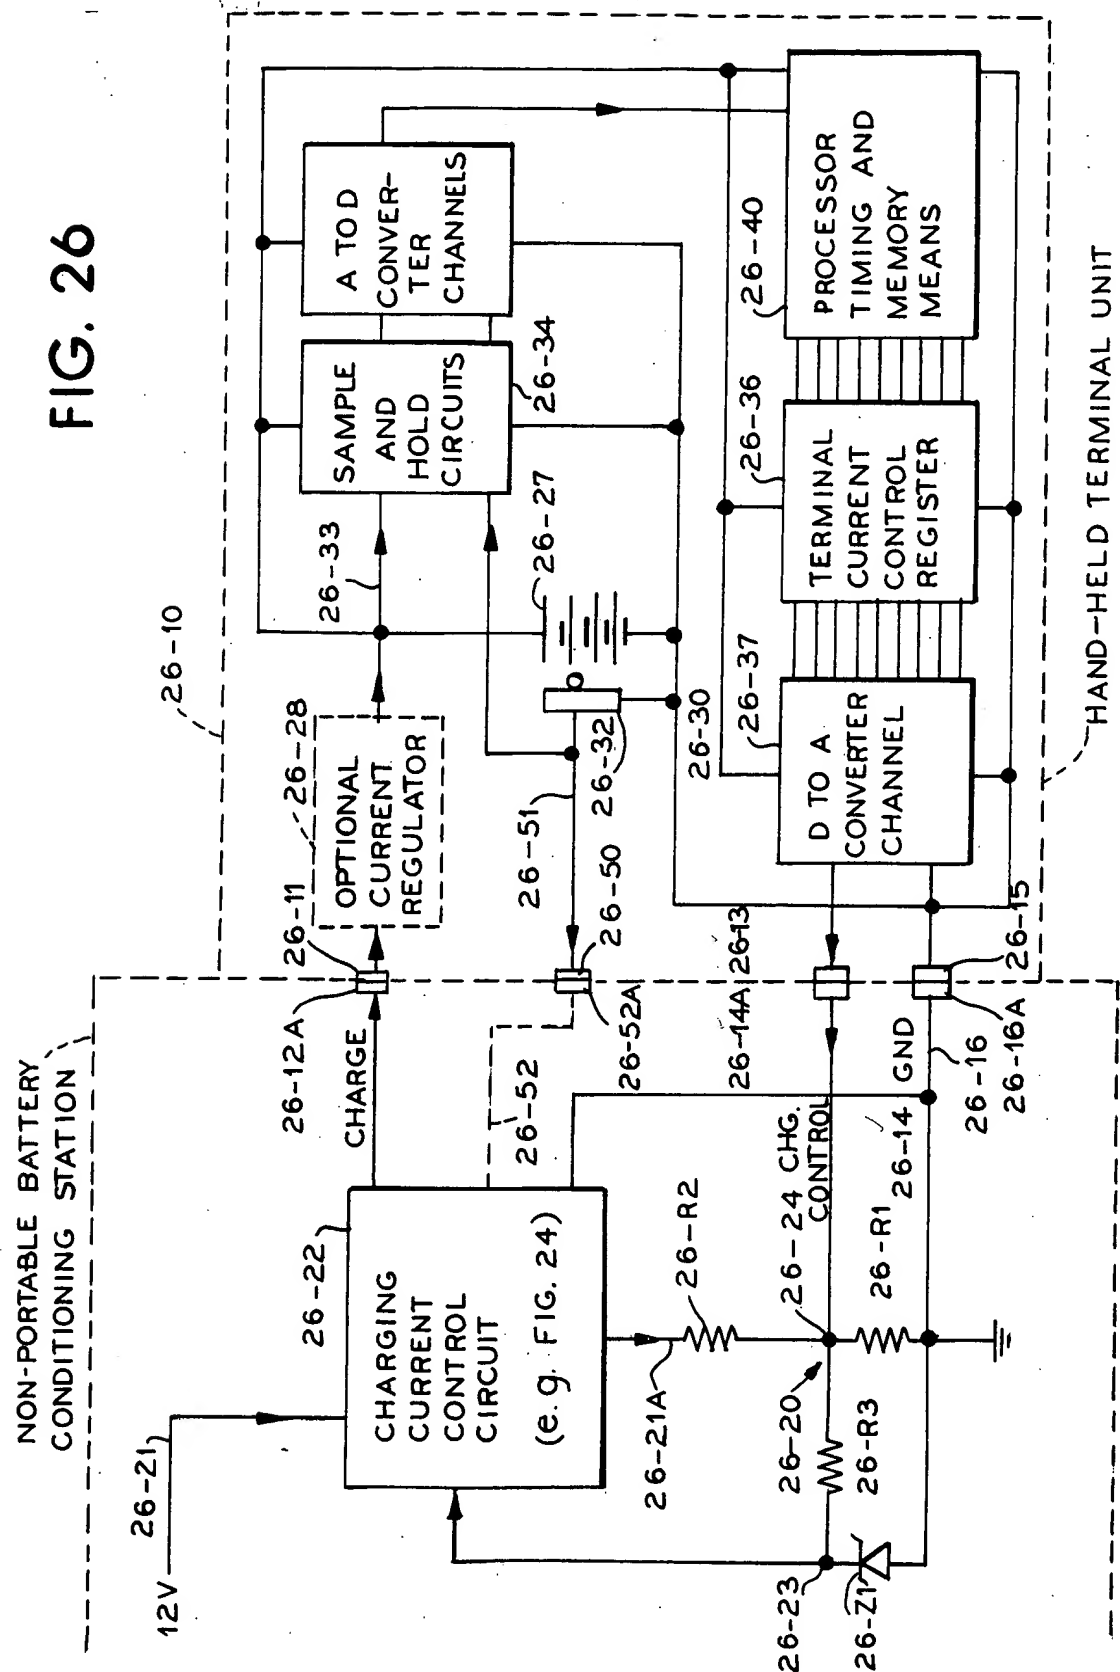 FIG. 26
NON-PORTABLE BATTERY
CONDITIONING STATION
12V
26-21
26-22
CHARGING
CURRENT
CONTROL
CIRCUIT
(e.g. FIG. 24)
26-21A
26-R2
26-20
26-R3
26-23
26-Z1
26-24
CHG.
CONTROL
26-R1
26-14
CHARGE
26-12A
26-11
26-52
26-52A
26-50
26-51
26-14A
26-13
GND
26-16
26-16A
26-15
26-10
OPTIONAL
CURRENT
REGULATOR
26-28
26-33
26-32
26-27
26-30
SAMPLE
AND
HOLD
CIRCUITS
26-34
A TO D
CONVER-
TER
CHANNELS
D TO A
CONVERTER
CHANNEL
26-37
TERMINAL
CURRENT
CONTROL
REGISTER
26-36
PROCESSOR
TIMING AND
MEMORY
MEANS
26-40
HAND-HELD TERMINAL UNIT